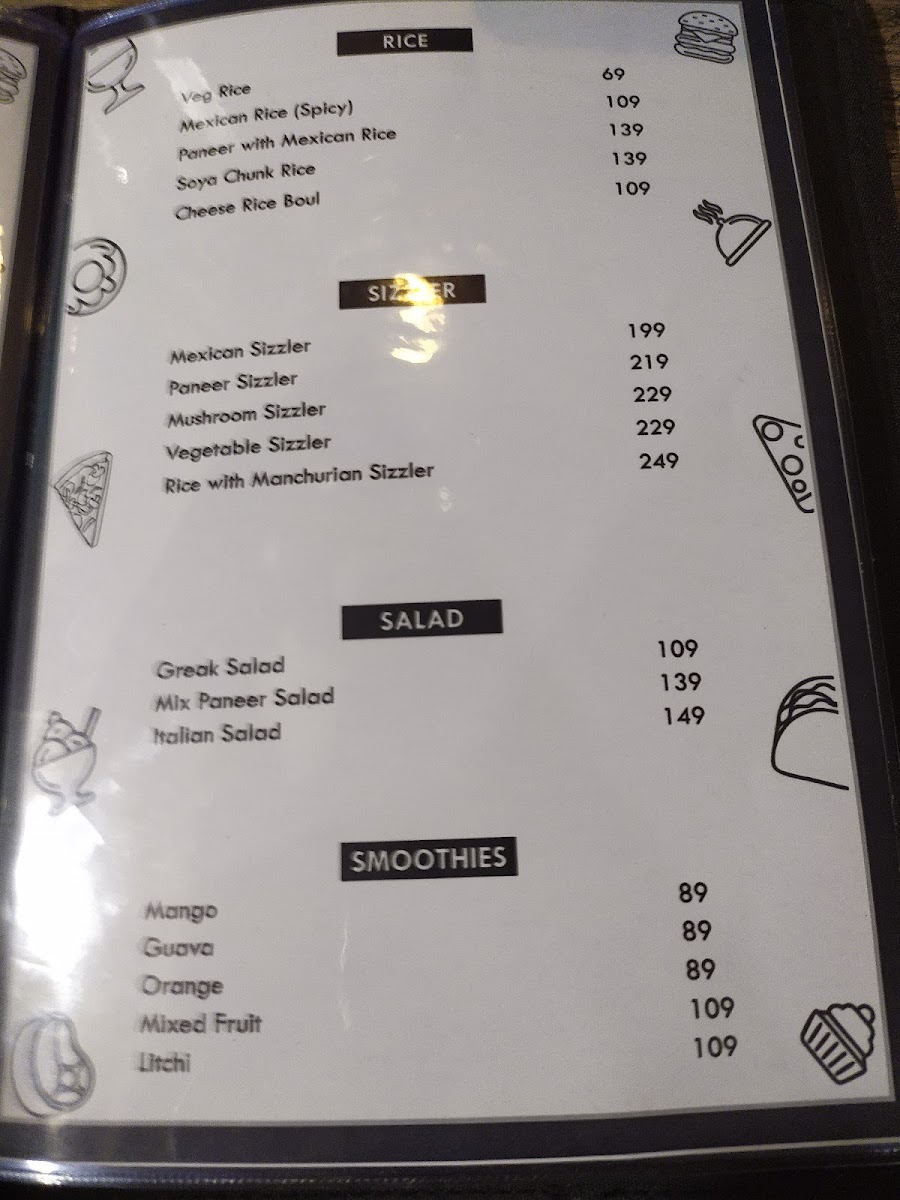 RICE
Veg Rice 69
Mexican Rice (Spicy) 109
Paneer with Mexican Rice 139
Soya Chunk Rice 139
Cheese Rice Boul 109
SIZZLER
Mexican Sizzler 199
Paneer Sizzler 219
Mushroom Sizzler 229
Vegetable Sizzler 229
Rice with Manchurian Sizzler 249
SALAD
Greak Salad 109
Mix Paneer Salad 139
Italian Salad 149
SMOOTHIES
Mango 89
Guava 89
Orange 89
Mixed Fruit 109
Litchi 109